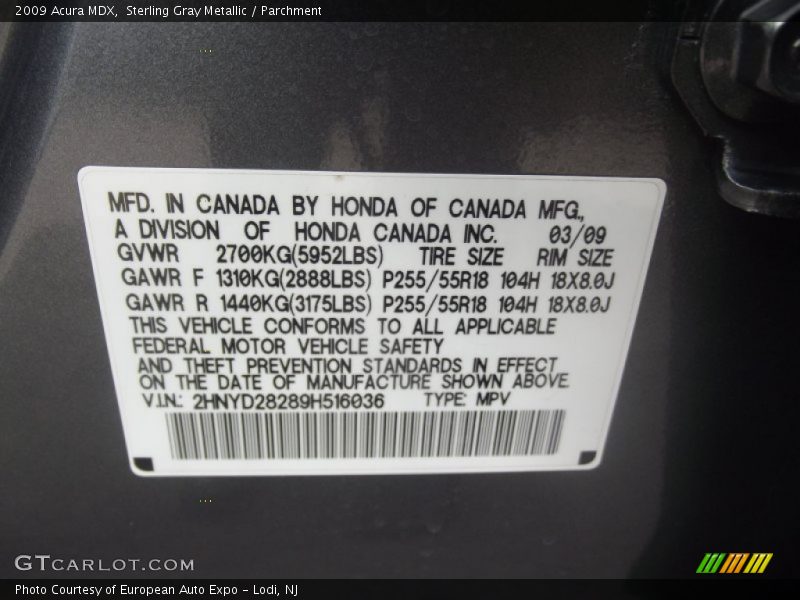 2009 Acura MDX,  Sterling Gray Metallic / Parchment
MFD. IN CANADA BY HONDA OF CANADA MFG.,
A DIVISION OF HONDA CANADA INC. 03/09
GVWR 2700KG(5952LBS) TIRE SIZE RIM SIZE
GAWR F 1310KG(2888LBS) P255/55R18 104H 18X8.0J
GAWR R 1440KG(3175LBS) P255/55R18 104H 18X8.0J
THIS VEHICLE CONFORMS TO ALL APPLICABLE
FEDERAL MOTOR VEHICLE SAFETY
AND THEFT PREVENTION STANDARDS IN EFFECT
ON THE DATE OF MANUFACTURE SHOWN ABOVE.
V.I.N.: 2HNYD28289H516036 TYPE: MPV
GTCARLOT.COM
Photo Courtesy of European Auto Expo - Lodi, NJ